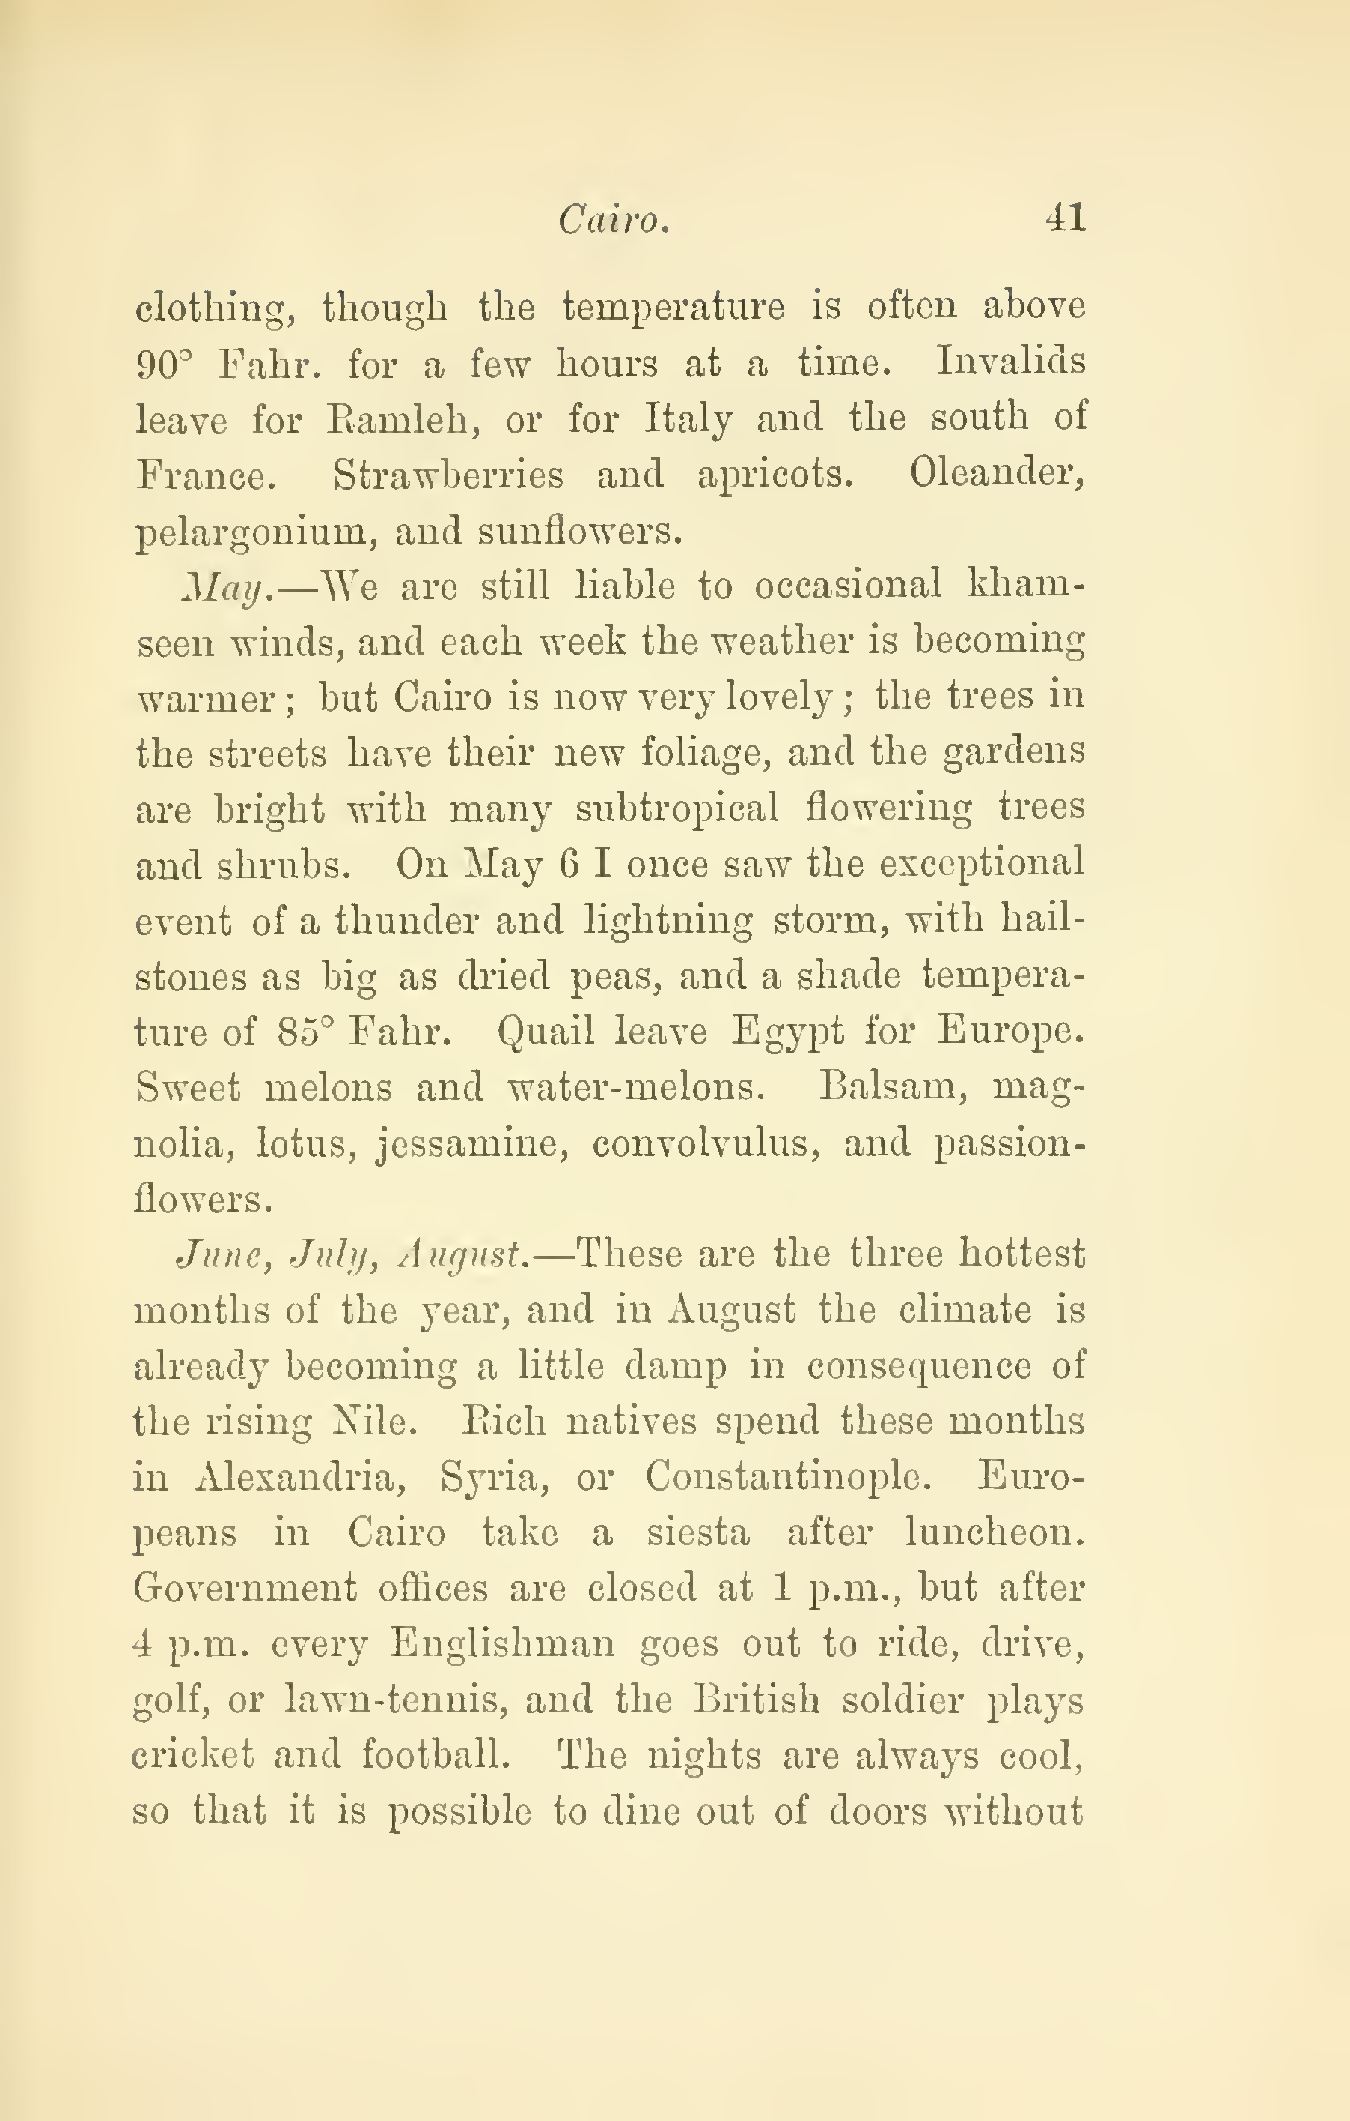 Cairo. 41
clothing, though the temperature is often above
90° Fahr. for a few hours at a time. Invalids
leave for Ramleh, or for Italy and the south of
France. Strawberries and apricots. Oleander,
pelargonium, and sunflowers.
May.—We are still liable to occasional kham-
seen winds, and each week the weather is becoming
warmer; but Cairo is now very lovely; the trees in
the streets have their new foliage, and the gardens
are bright with many subtropical flowering trees
and shrubs. On May 6 I once saw the exceptional
event of a thunder and lightning storm, with hail-
stones as big as dried peas, and a shade tempera-
ture of 85° Fahr. Quail leave Egypt for Europe.
Sweet melons and water-melons. Balsam, mag-
nolia, lotus, jessamine, convolvulus, and passion-
flowers.
June, July, August.—These are the three hottest
months of the year, and in August the climate is
already becoming a little damp in consequence of
the rising Nile. Rich natives spend these months
in Alexandria, Syria, or Constantinople. Euro-
peans in Cairo take a siesta after luncheon.
Government offices are closed at 1 p.m., but after
4 p.m. every Englishman goes out to ride, drive,
golf, or lawn-tennis, and the British soldier plays
cricket and football. The nights are always cool,
so that it is possible to dine out of doors without